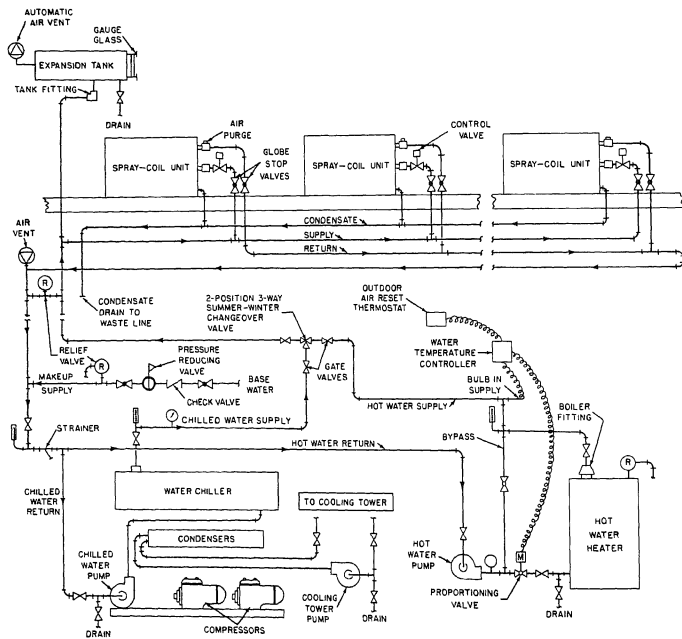 AUTOMATIC
AIR VENT
GAUGE
GLASS
EXPANSION TANK
TANK FITTING
DRAIN
AIR
PURGE
CONTROL
VALVE
SPRAY-COIL UNIT
GLOBE
STOP
VALVES
SPRAY-COIL UNIT
SPRAY-COIL UNIT
CONDENSATE
SUPPLY
RETURN
AIR
VENT
R
CONDENSATE
DRAIN TO
WASTE LINE
2-POSITION 3-WAY
SUMMER-WINTER
CHANGEOVER
VALVE
OUTDOOR
AIR RESET
THERMOSTAT
WATER
TEMPERATURE
CONTROLLER
RELIEF
VALVE
R
PRESSURE
REDUCING
VALVE
GATE
VALVES
MAKEUP
SUPPLY
BASE
WATER
CHECK VALVE
BULB IN
SUPPLY
HOT WATER SUPPLY
BOILER
FITTING
CHILLED WATER SUPPLY
STRAINER
HOT WATER RETURN
BYPASS
R
CHILLED
WATER
RETURN
WATER CHILLER
TO COOLING TOWER
CONDENSERS
HOT
WATER
HEATER
CHILLED
WATER
PUMP
HOT
WATER
PUMP
M
PROPORTIONING
VALVE
COOLING
TOWER
PUMP
DRAIN
COMPRESSORS
DRAIN
DRAIN